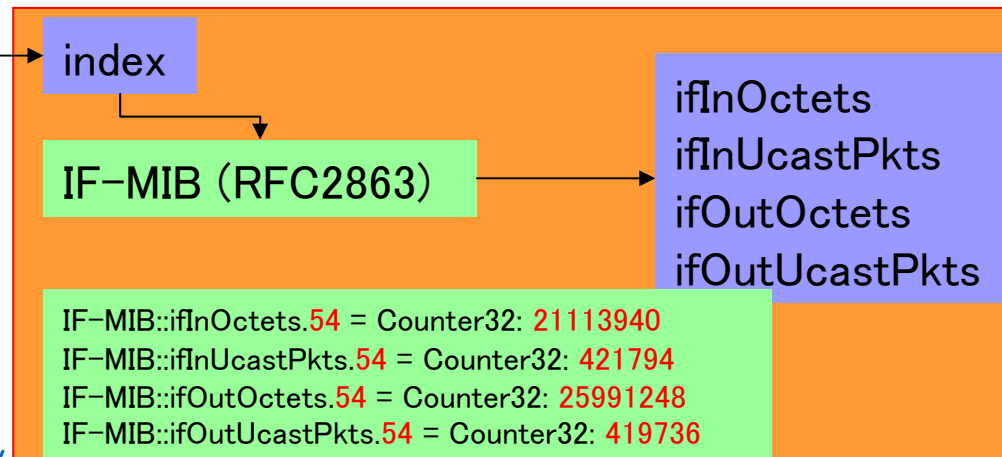 index
IF-MIB (RFC2863)
ifInOctets
ifInUcastPkts
ifOutOctets
ifOutUcastPkts
IF-MIB::ifInOctets.54 = Counter32: 21113940
IF-MIB::ifInUcastPkts.54 = Counter32: 421794
IF-MIB::ifOutOctets.54 = Counter32: 25991248
IF-MIB::ifOutUcastPkts.54 = Counter32: 419736